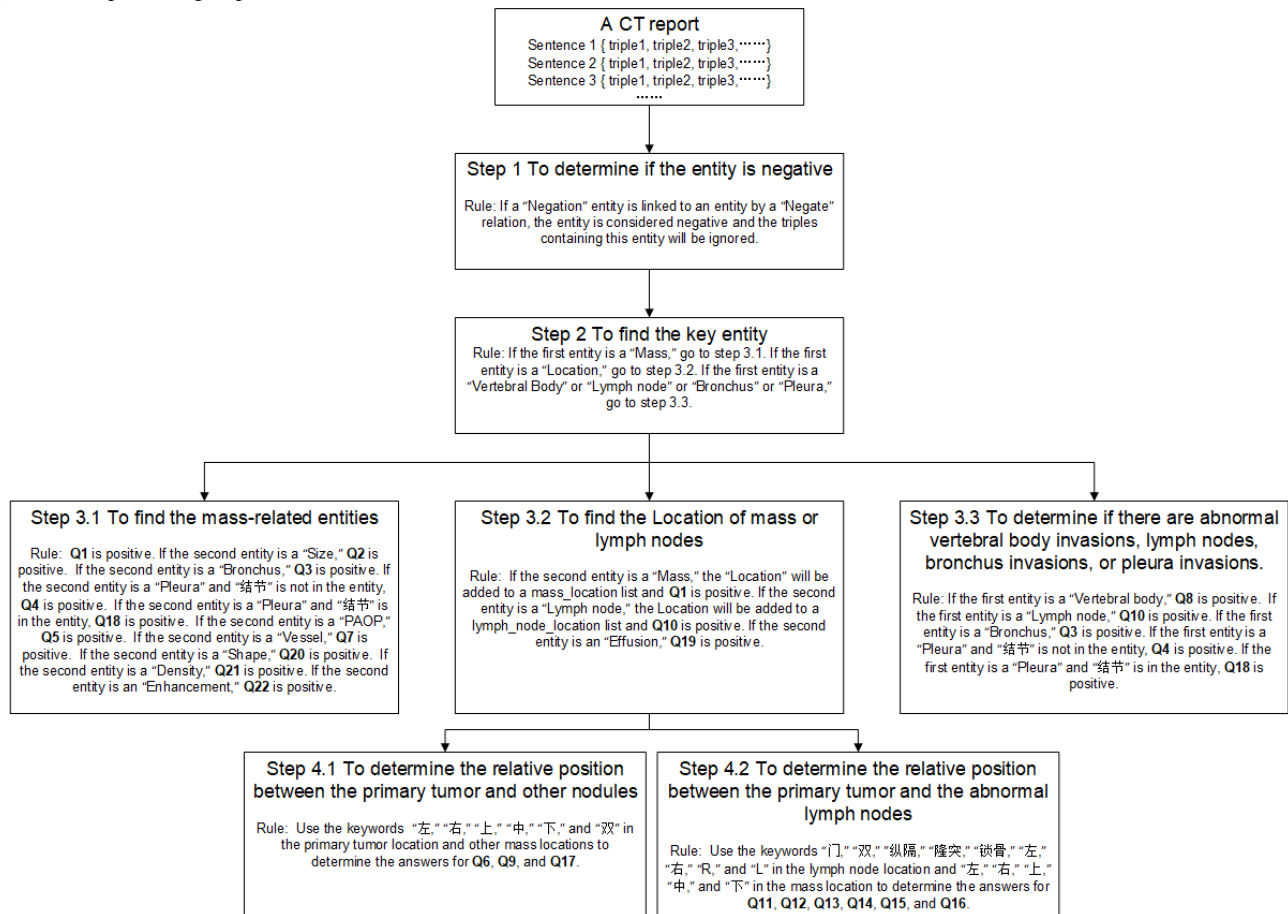 A CT report
Sentence 1 { triple1, triple2, triple3,······}
Sentence 2 { triple1, triple2, triple3,······}
Sentence 3 { triple1, triple2, triple3,······}
······
Step 1 To determine if the entity is negative
Rule: If a “Negation” entity is linked to an entity by a “Negate”
relation, the entity is considered negative and the triples
containing this entity will be ignored.
Step 2 To find the key entity
Rule: If the first entity is a “Mass,” go to step 3.1. If the first
entity is a “Location,” go to step 3.2. If the first entity is a
“Vertebral Body” or “Lymph node” or “Bronchus” or “Pleura,”
go to step 3.3.
Step 3.1 To find the mass-related entities
Rule: Q1 is positive. If the second entity is a “Size,” Q2 is
positive. If the second entity is a “Bronchus,” Q3 is positive. If
the second entity is a “Pleura” and “结节” is not in the entity,
Q4 is positive. If the second entity is a “Pleura” and “结节” is
in the entity, Q18 is positive. If the second entity is a “PAOP,”
Q5 is positive. If the second entity is a “Vessel,” Q7 is
positive. If the second entity is a “Shape,” Q20 is positive. If
the second entity is a “Density,” Q21 is positive. If the second
entity is an “Enhancement,” Q22 is positive.
Step 3.2 To find the Location of mass or
lymph nodes
Rule: If the second entity is a “Mass,” the “Location” will be
added to a mass_location list and Q1 is positive. If the second
entity is a “Lymph node,” the Location will be added to a
lymph_node_location list and Q10 is positive. If the second
entity is an “Effusion,” Q19 is positive.
Step 3.3 To determine if there are abnormal
vertebral body invasions, lymph nodes,
bronchus invasions, or pleura invasions.
Rule: If the first entity is a “Vertebral body,” Q8 is positive. If
the first entity is a “Lymph node,” Q10 is positive. If the first
entity is a “Bronchus,” Q3 is positive. If the first entity is a
“Pleura” and “结节” is not in the entity, Q4 is positive. If the
first entity is a “Pleura” and “结节” is in the entity, Q18 is
positive.
Step 4.1 To determine the relative position
between the primary tumor and other nodules
Rule: Use the keywords “左,” “右,” “上,” “中,” “下,” and “双” in
the primary tumor location and other mass locations to
determine the answers for Q6, Q9, and Q17.
Step 4.2 To determine the relative position
between the primary tumor and the abnormal
lymph nodes
Rule: Use the keywords “门,” “双,” “纵隔,” “隆突,” “锁骨,” “左,”
“右,” “R,” and “L” in the lymph node location and “左,” “右,” “上,”
“中,” and “下” in the mass location to determine the answers for
Q11, Q12, Q13, Q14, Q15, and Q16.